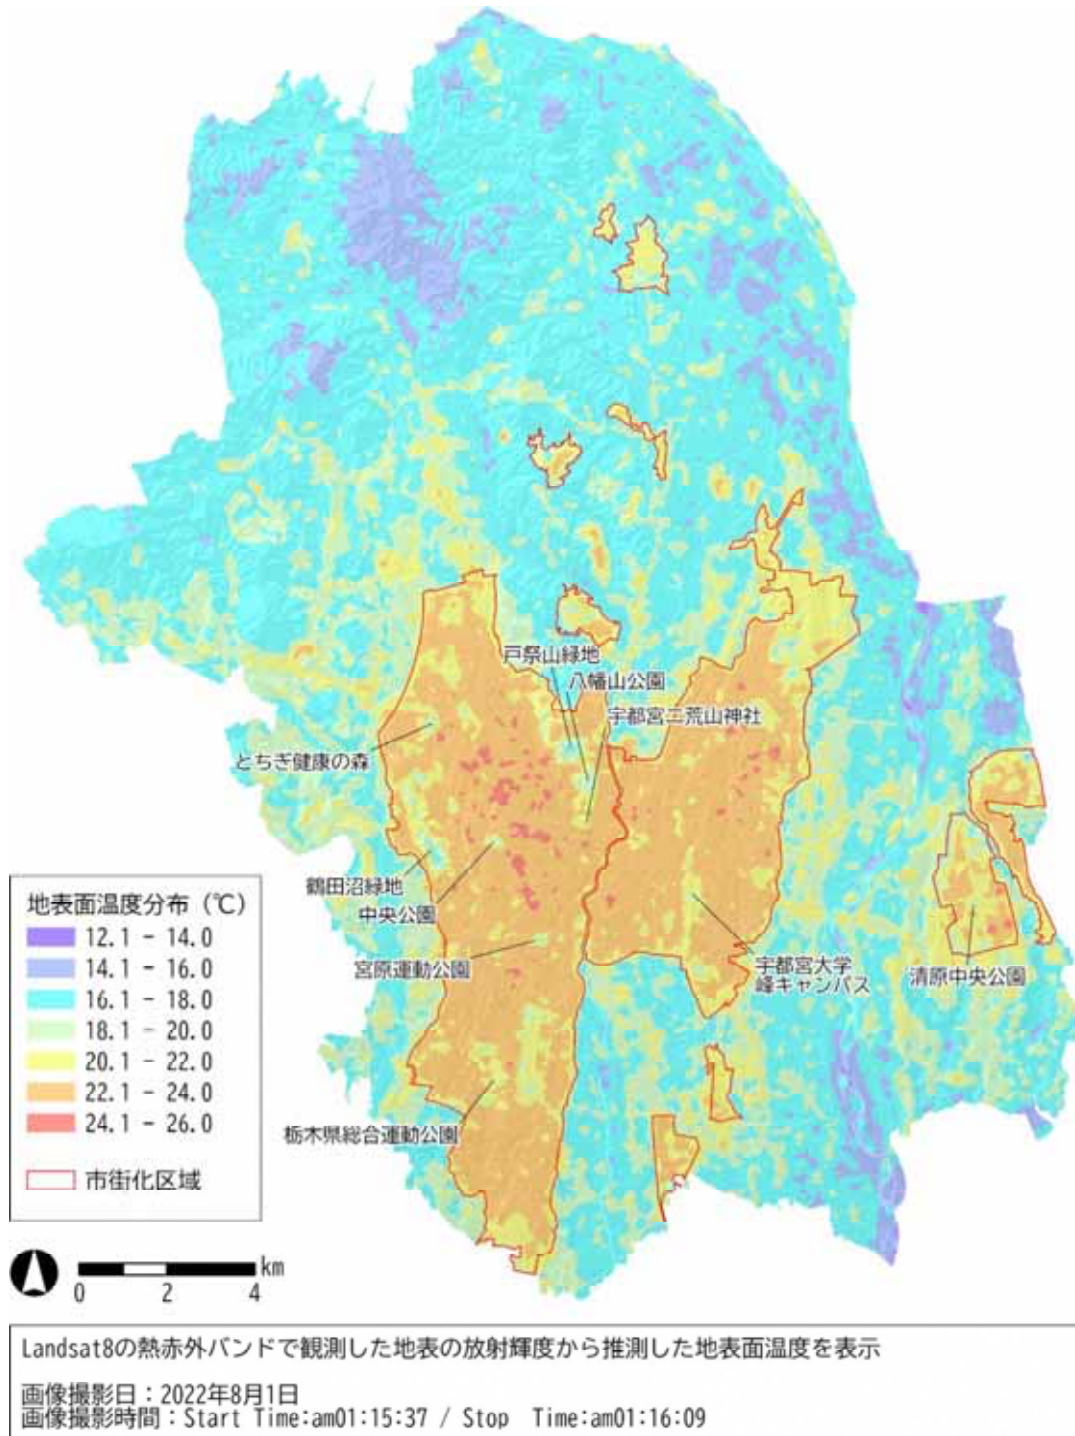 戸祭山緑地
八幡山公園
宇都宮二荒山神社
とちぎ健康の森
鶴田沼緑地
中央公園
宮原運動公園
宇都宮大学
峰キャンパス
清原中央公園
栃木県総合運動公園
地表面温度分布 (℃)
12.1 - 14.0
14.1 - 16.0
16.1 - 18.0
18.1 - 20.0
20.1 - 22.0
22.1 - 24.0
24.1 - 26.0
市街化区域
km
0 2 4
Landsat8の熱赤外バンドで観測した地表の放射輝度から推測した地表面温度を表示
画像撮影日：2022年8月1日
画像撮影時間：Start Time:am01:15:37 / Stop Time:am01:16:09